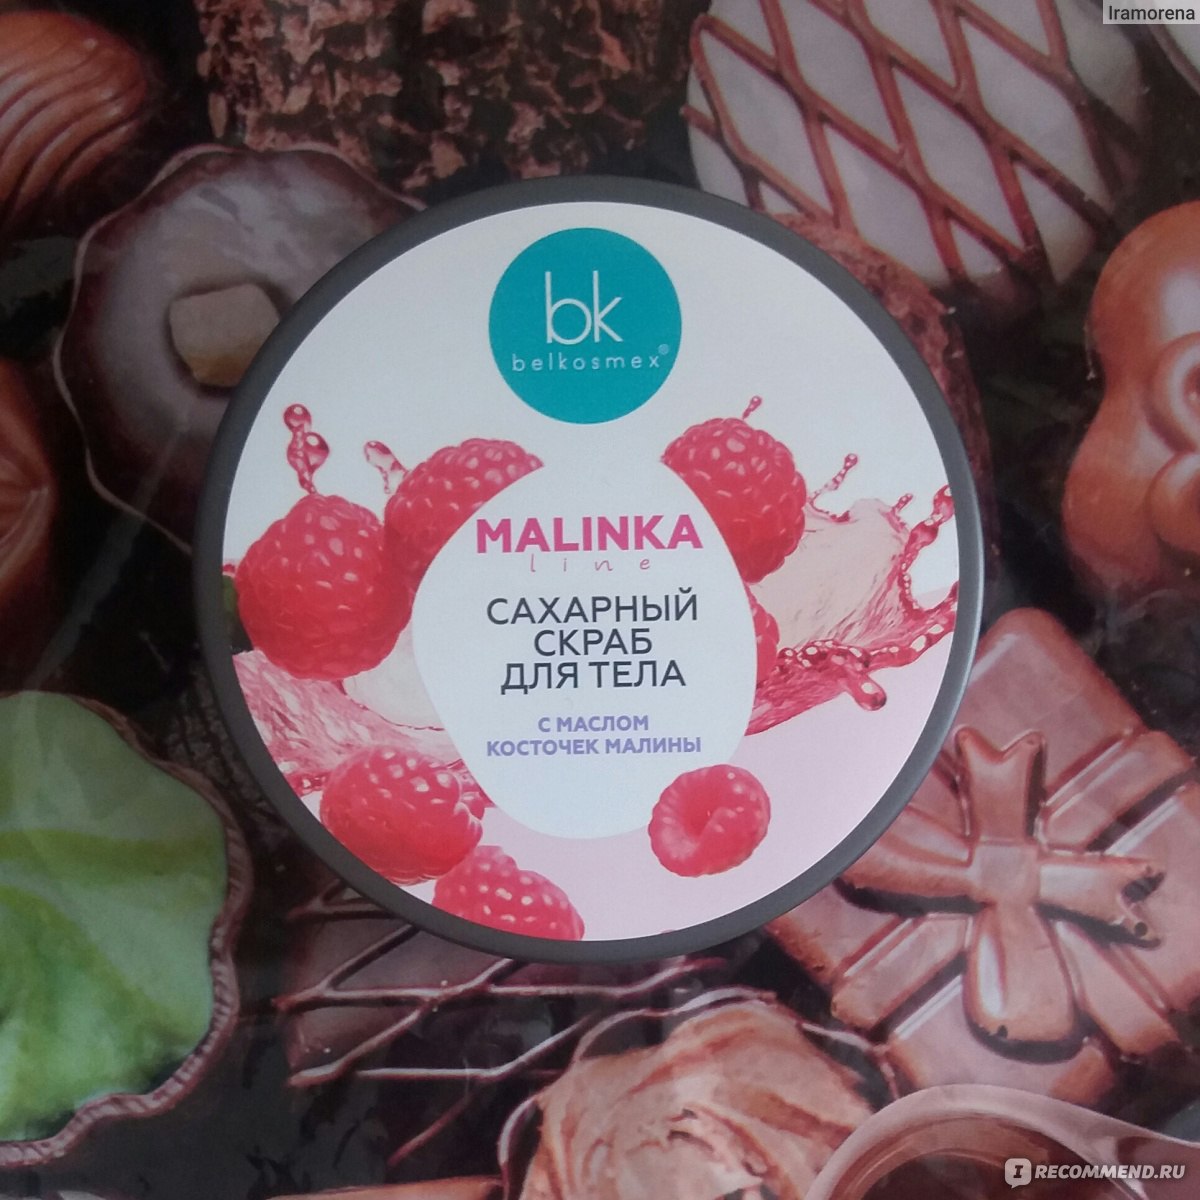 Iramorena
bk
belkosmex®
MALINKA
line
САХАРНЫЙ
СКРАБ
ДЛЯ ТЕЛА
С МАСЛОМ
КОСТОЧЕК МАЛИНЫ
I RECOMMEND.RU